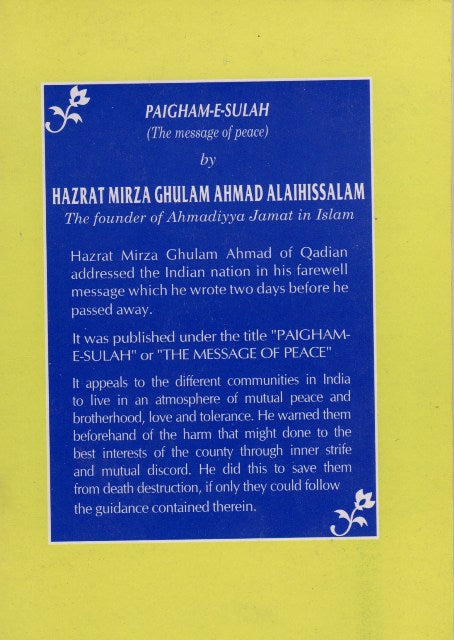 PAIGHAM-E-SULAH
(The message of peace)
by
HAZRAT MIRZA GHULAM AHMAD ALAIHISSALAM
The founder of Ahmadiyya Jamat in Islam
Hazrat Mirza Ghulam Ahmad of Qadian
addressed the Indian nation in his farewell
message which he wrote two days before he
passed away.
It was published under the title "PAIGHAM-
E-SULAH" or "THE MESSAGE OF PEACE"
It appeals to the different communities in India
to live in an atmosphere of mutual peace and
brotherhood, love and tolerance. He warned them
beforehand of the harm that might done to the
best interests of the county through inner strife
and mutual discord. He did this to save them
from death destruction, if only they could follow
the guidance contained therein.